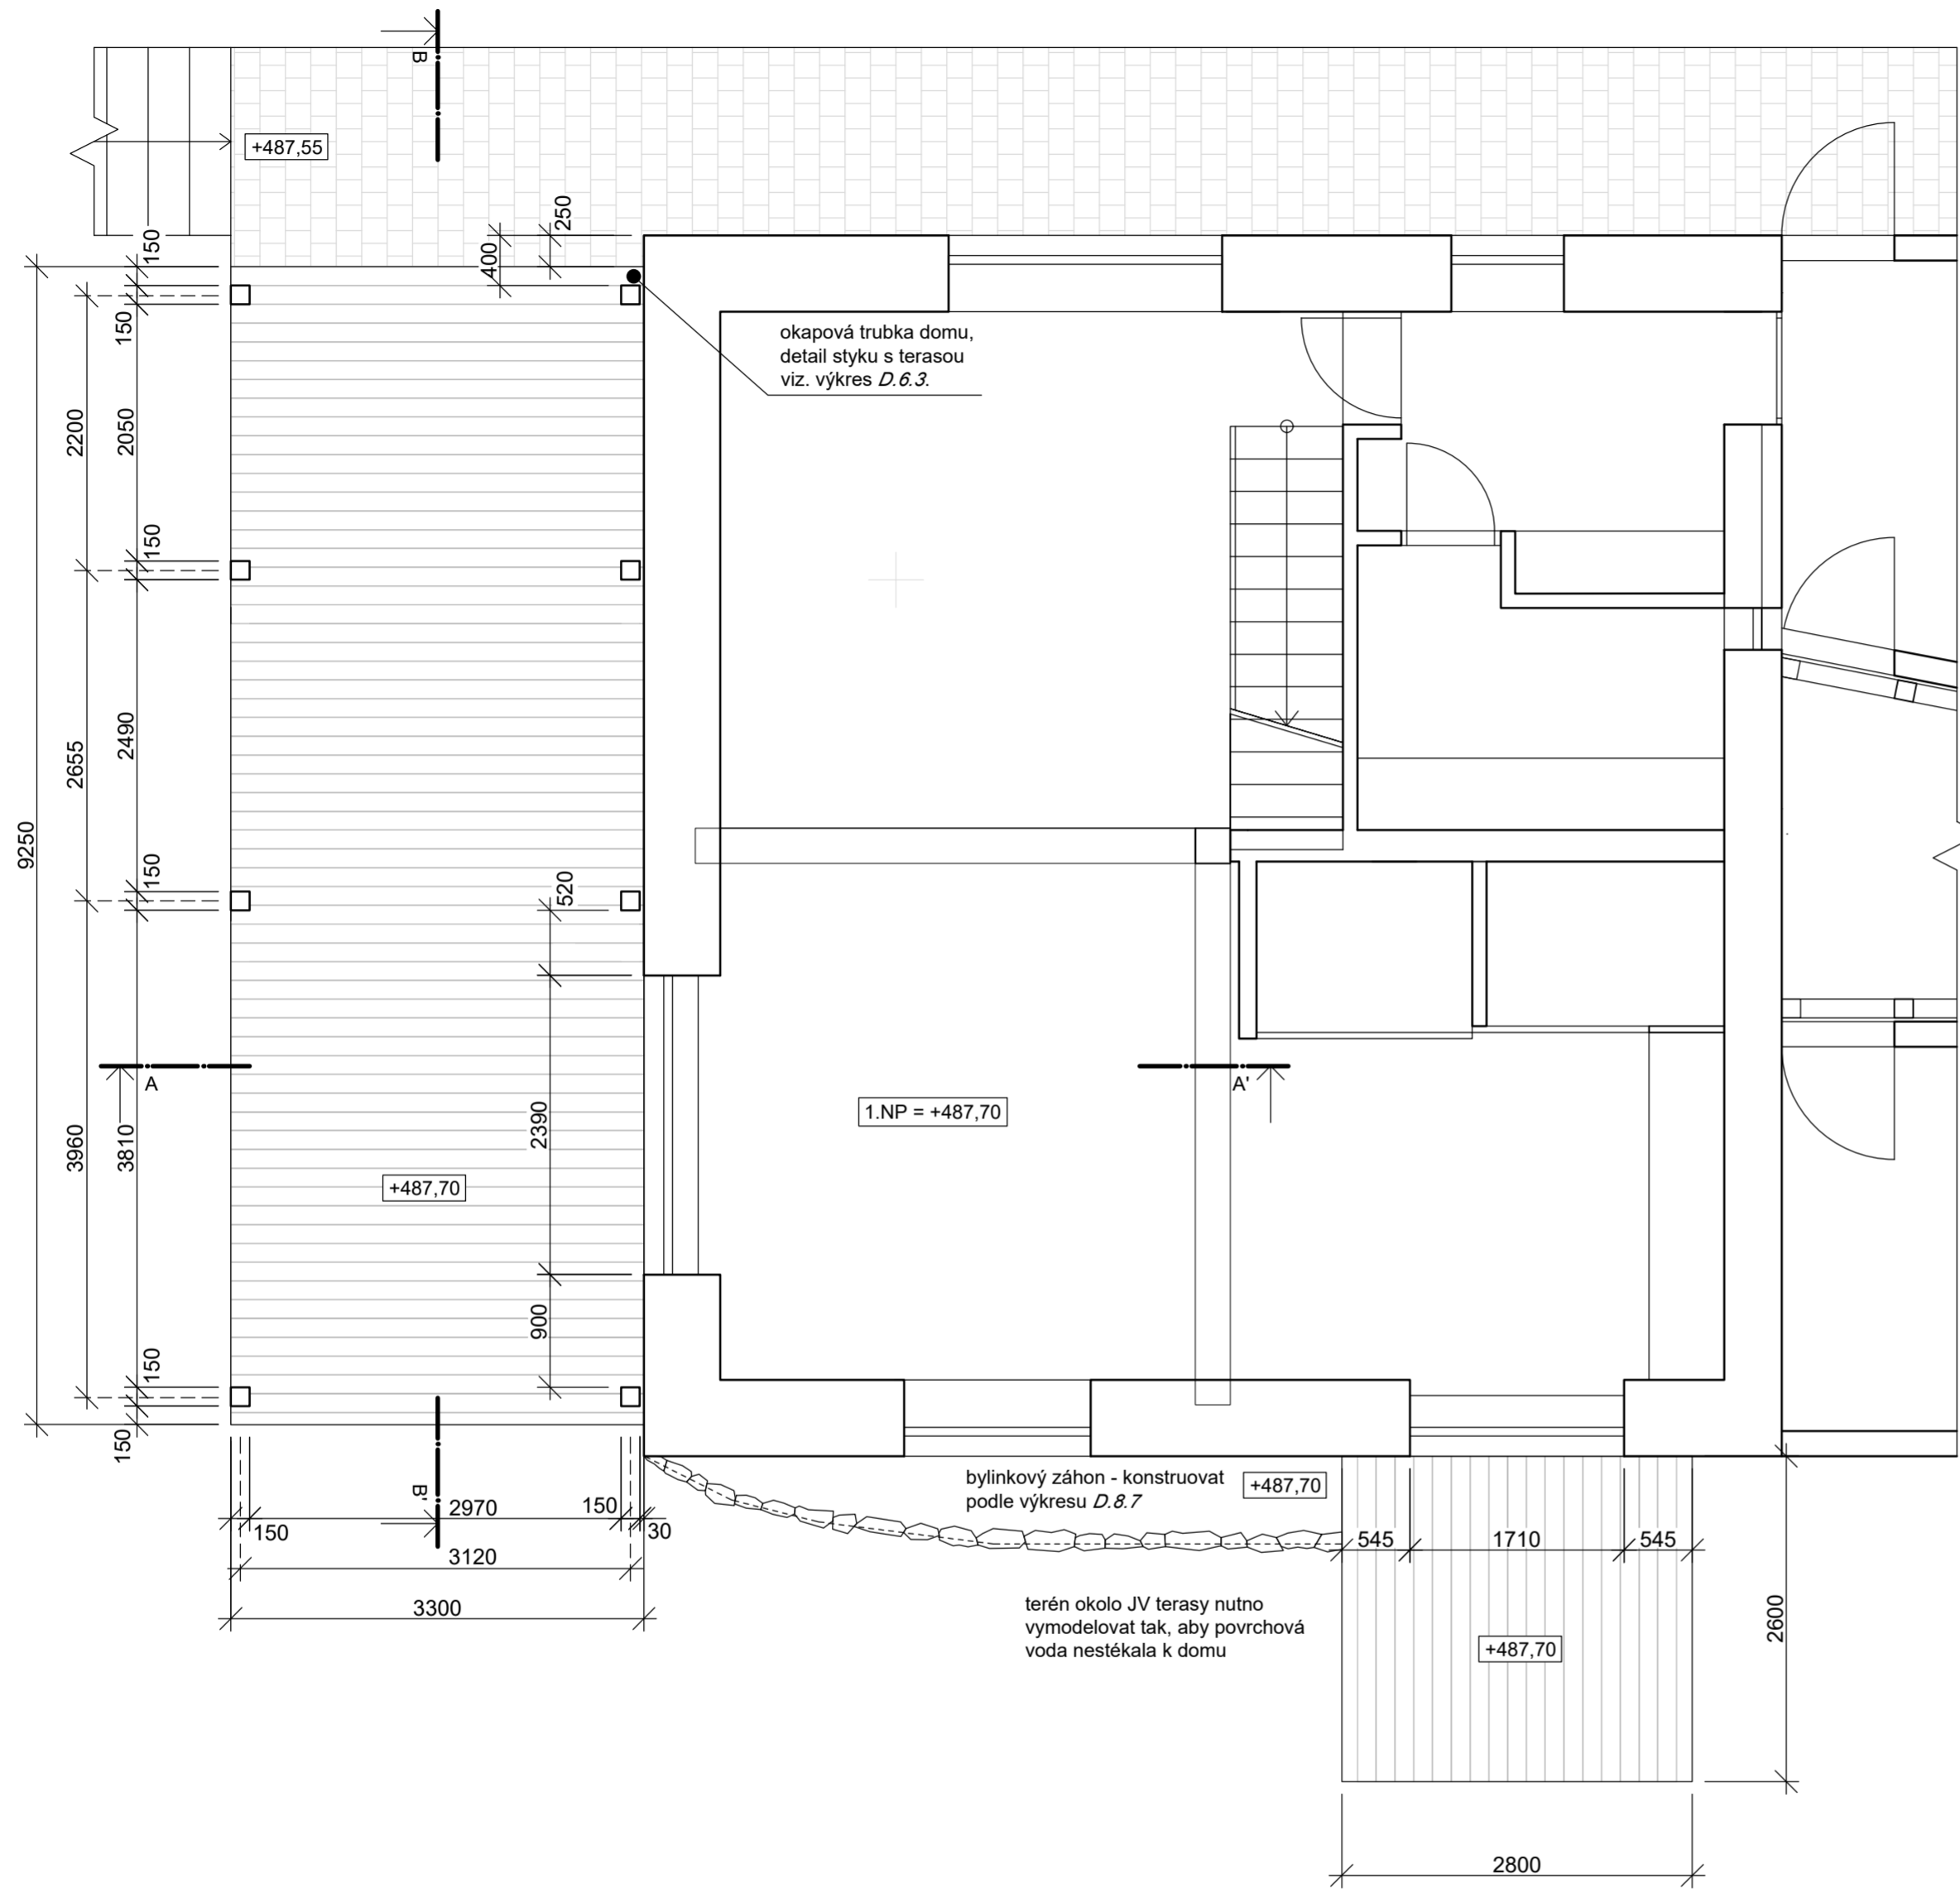 B
+487,55
250
400
150
150
okapová trubka domu,
detail styku s terasou
viz. výkres D.6.3.
2200
2050
150
2655
2490
9250
150
520
A
A'
3960
3810
2390
1.NP = +487,70
+487,70
900
150
150
B'
2970
150
150
30
3120
3300
bylinkový záhon - konstruovat
podle výkresu D.8.7
+487,70
545
1710
545
terén okolo JV terasy nutno
vymodelovat tak, aby povrchová
voda nestékala k domu
+487,70
2600
2800